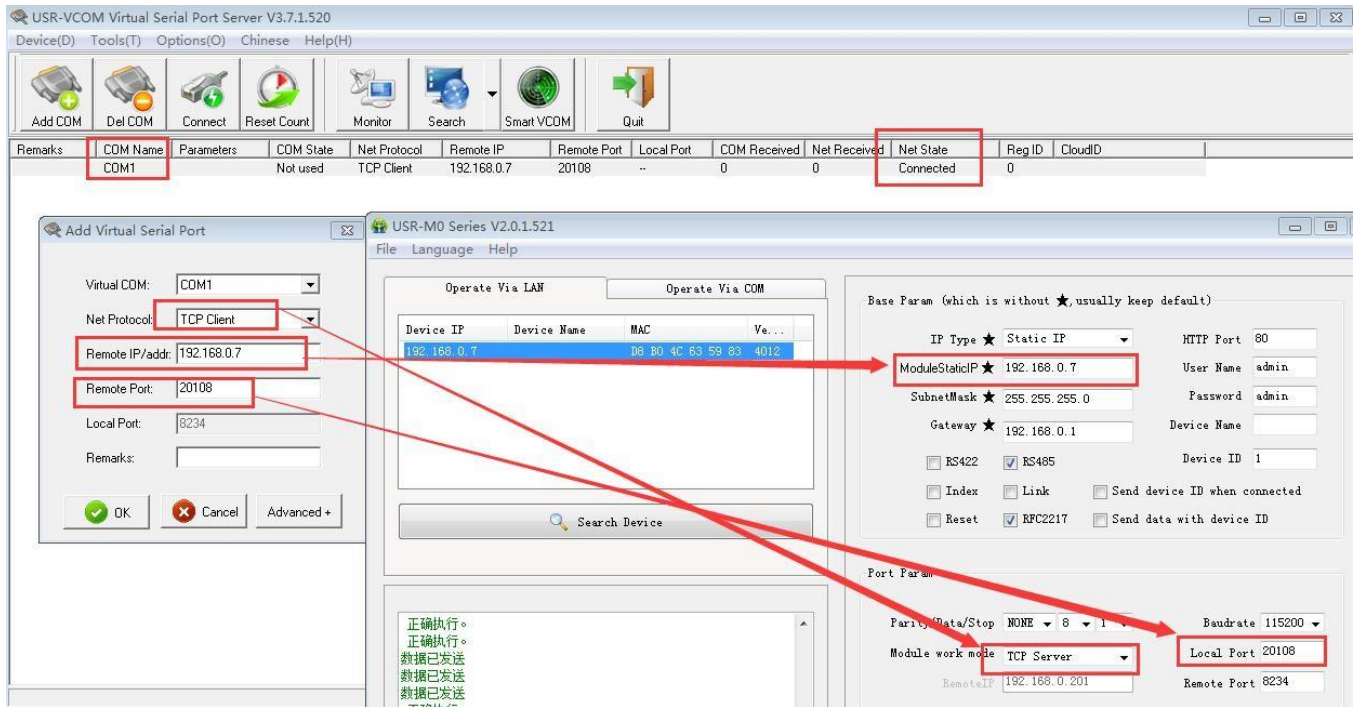 USR-VCOM Virtual Serial Port Server V3.7.1.520
Device(D) Tools(T) Options(O) Chinese Help(H)
Add COM Del COM Connect Reset Count Monitor Search Smart VCOM Quit
Remarks COM Name Parameters COM State Net Protocol Remote IP Remote Port Local Port COM Received Net Received Net State Reg ID CloudID
COM1 Not used TCP Client 192.168.0.7 20108 -- 0 0 Connected 0
Add Virtual Serial Port
Virtual COM: COM1
Net Protocol: TCP Client
Remote IP/addr: 192.168.0.7
Remote Port: 20108
Local Port: 8234
Remarks:
OK Cancel Advanced +
USR-M0 Series V2.0.1.521
File Language Help
Operate Via LAN Operate Via COM
Device IP Device Name MAC Ve...
192.168.0.7 D8 B0 4C 63 59 83 4012
Search Device
正确执行。
正确执行。
数据已发送
数据已发送
数据已发送
Base Param (which is without ★,usually keep default)
IP Type ★ Static IP HTTP Port 80
ModuleStaticIP ★ 192.168.0.7 User Name admin
SubnetMask ★ 255.255.255.0 Password admin
Gateway ★ 192.168.0.1 Device Name
RS422 RS485 Device ID 1
Index Link Send device ID when connected
Reset RFC2217 Send data with device ID
Port Param
Parity/Data/Stop NONE 8 1 Baudrate 115200
Module work mode TCP Server Local Port 20108
RemoteIP 192.168.0.201 Remote Port 8234